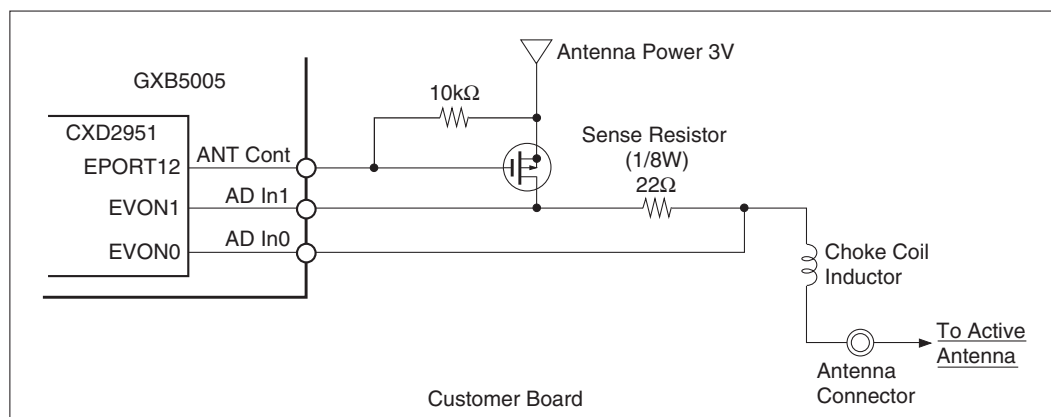 GXB5005
CXD2951
EPORT12
EVON1
EVON0
ANT Cont
AD In1
AD In0
10kΩ
Antenna Power 3V
Sense Resistor
(1/8W)
22Ω
Choke Coil
Inductor
To Active
Antenna
Antenna
Connector
Customer Board